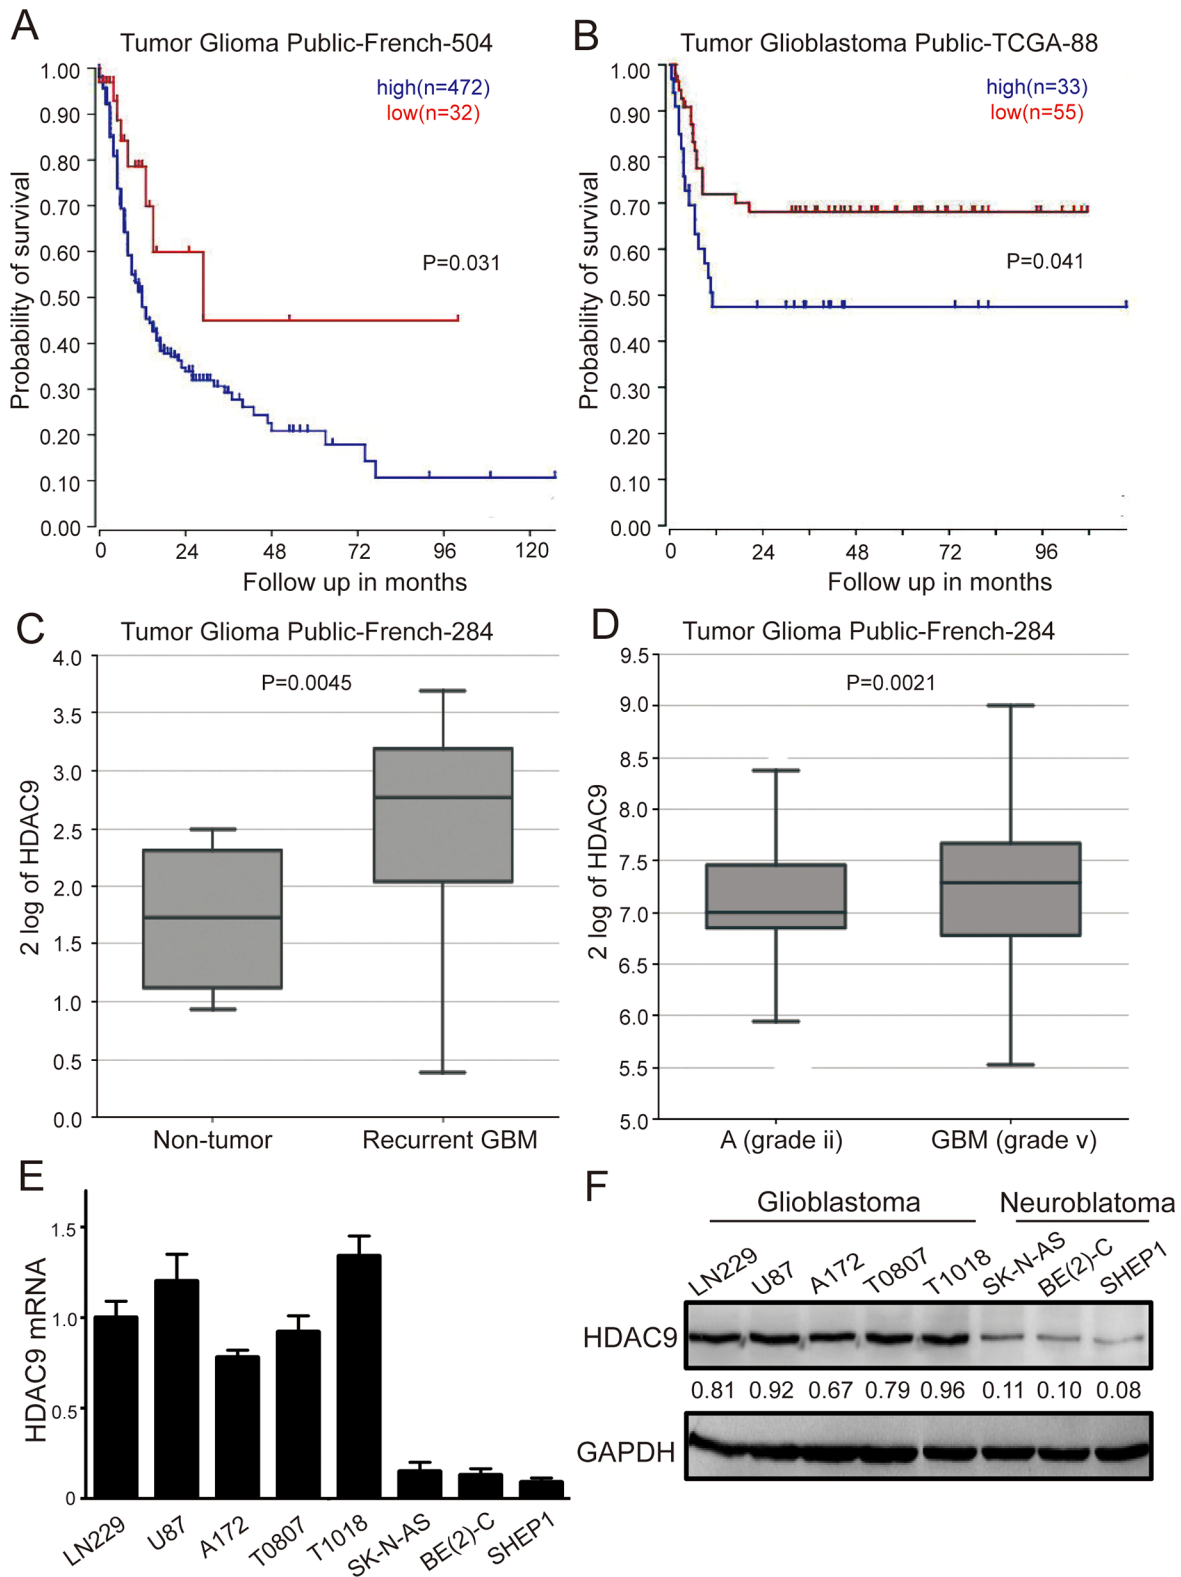 A
Tumor Glioma Public-French-504
high(n=472)
low(n=32)
P=0.031
Probability of survival
1.00
0.90
0.80
0.70
0.60
0.50
0.40
0.30
0.20
0.10
0.00
0 24 48 72 96 120
Follow up in months
B
Tumor Glioblastoma Public-TCGA-88
high(n=33)
low(n=55)
P=0.041
Probability of survival
1.00
0.90
0.80
0.70
0.60
0.50
0.40
0.30
0.20
0.10
0.00
0 24 48 72 96
Follow up in months
C
Tumor Glioma Public-French-284
P=0.0045
2 log of HDAC9
4.0
3.5
3.0
2.5
2.0
1.5
1.0
0.5
0.0
Non-tumor Recurrent GBM
D
Tumor Glioma Public-French-284
P=0.0021
2 log of HDAC9
9.5
9.0
8.5
8.0
7.5
7.0
6.5
6.0
5.5
5.0
A (grade ii) GBM (grade v)
E
HDAC9 mRNA
1.5
1.0
0.5
0
LN229 U87 A172 T0807 T1018 SK-N-AS BE(2)-C SHEP1
F
Glioblastoma Neuroblatoma
LN229 U87 A172 T0807 T1018 SK-N-AS BE(2)-C SHEP1
HDAC9
0.81 0.92 0.67 0.79 0.96 0.11 0.10 0.08
GAPDH